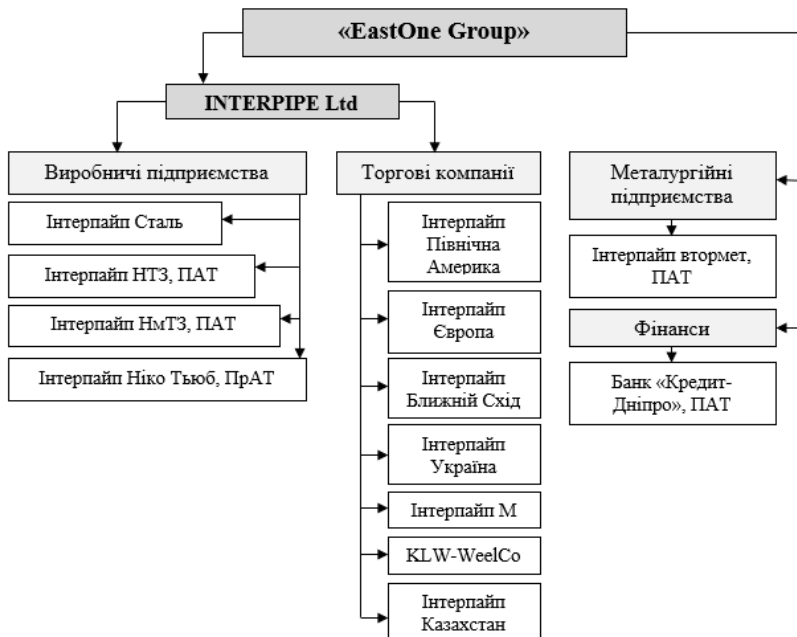 «EastOne Group»
INTERPIPE Ltd
Виробничі підприємства
Інтерпайп Сталь
Інтерпайп НТЗ, ПАТ
Інтерпайп НмТЗ, ПАТ
Інтерпайп Ніко Тьюб, ПрАТ
Торгові компанії
Інтерпайп
Північна
Америка
Інтерпайп
Європа
Інтерпайп
Ближній Схід
Інтерпайп
Україна
Інтерпайп М
KLW-WeelCo
Інтерпайп
Казахстан
Металургійні
підприємства
Інтерпайп втормет,
ПАТ
Фінанси
Банк «Кредит-
Дніпро», ПАТ